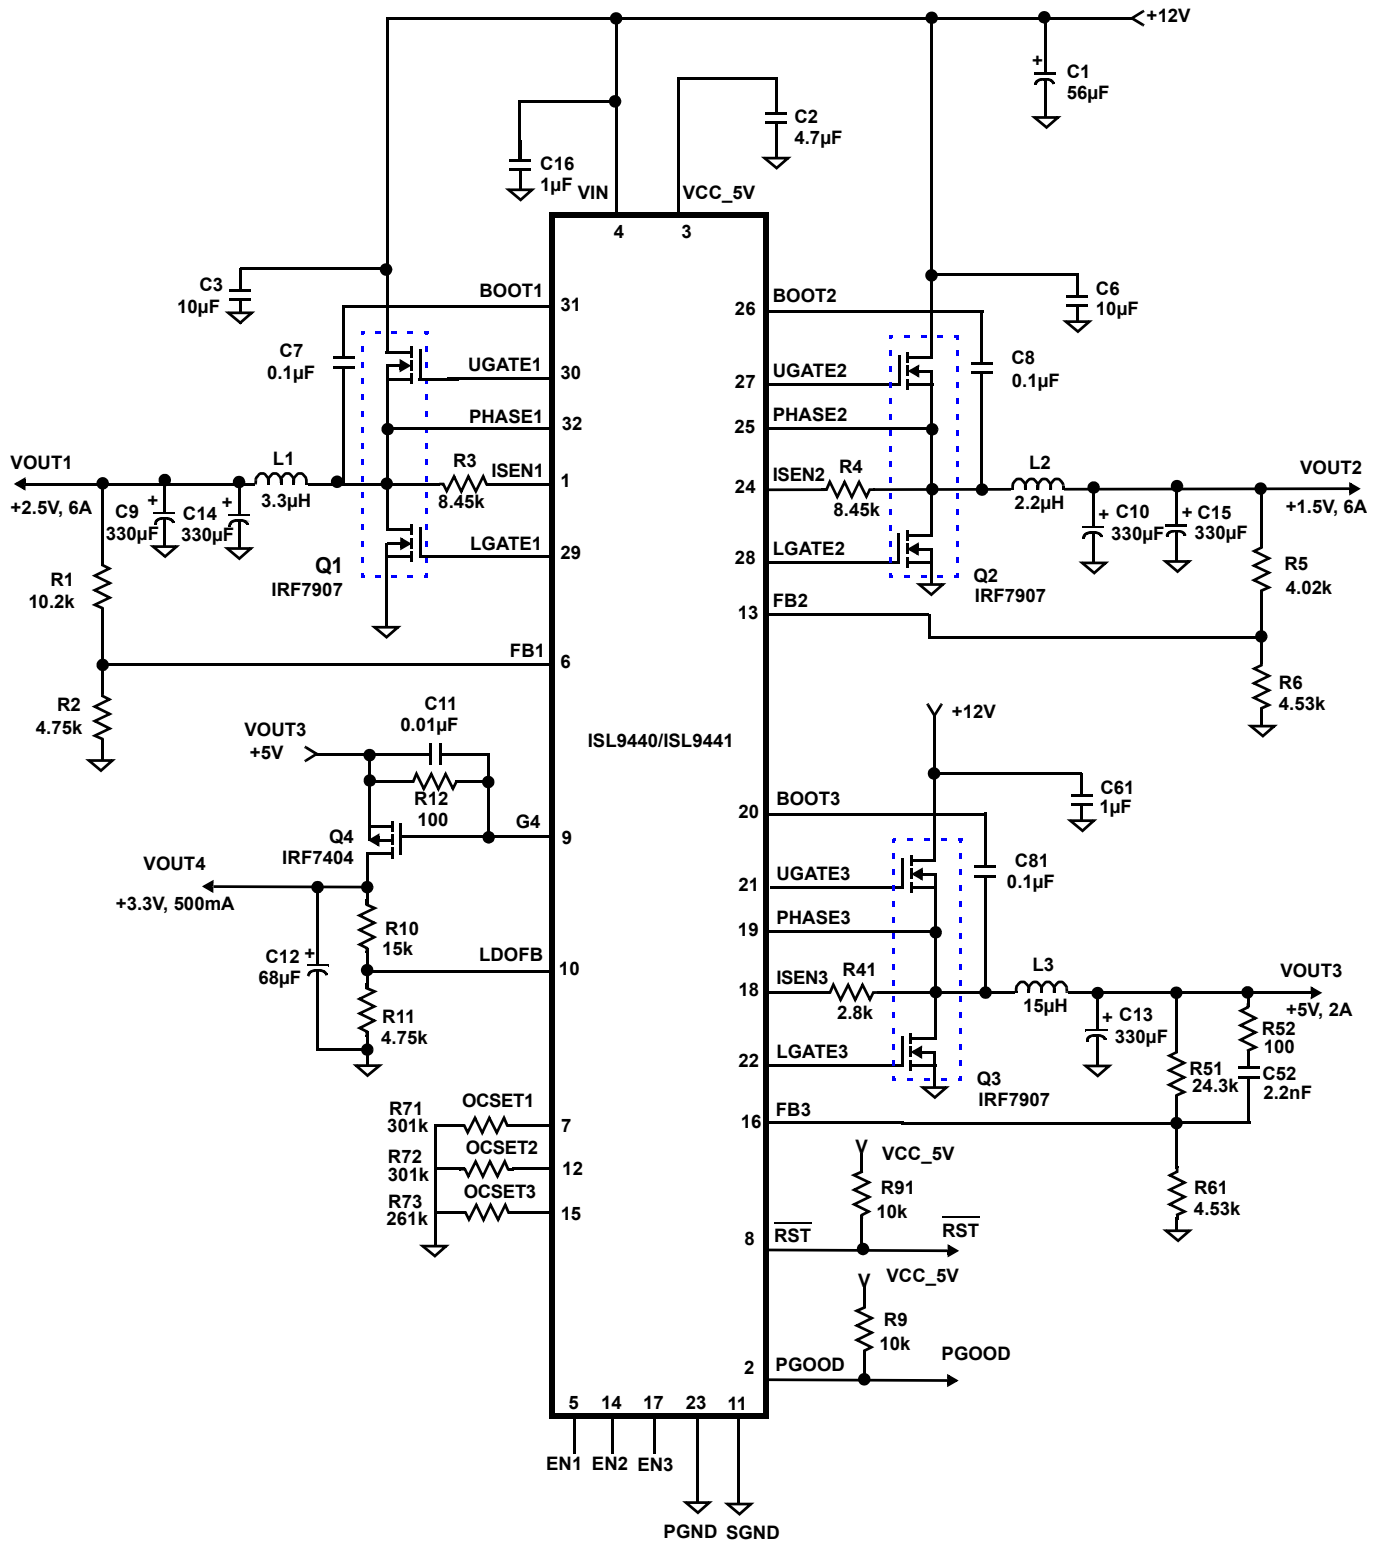 +12V
+
C1
56µF
C2
4.7µF
C16
1µF
VIN
VCC_5V
4
3
C3
10µF
BOOT1
31
C7
0.1µF
UGATE1
30
PHASE1
32
VOUT1
+2.5V, 6A
L1
3.3µH
R3
8.45k
ISEN1
1
C9
+
330µF
C14
+
330µF
LGATE1
29
Q1
IRF7907
R1
10.2k
FB1
6
R2
4.75k
ISL9440/ISL9441
26
BOOT2
C6
10µF
C8
0.1µF
27
UGATE2
25
PHASE2
24
ISEN2
R4
8.45k
L2
2.2µH
VOUT2
+1.5V, 6A
+ C10
330µF
+ C15
330µF
28
LGATE2
Q2
IRF7907
R5
4.02k
13
FB2
R6
4.53k
C11
0.01µF
VOUT3
+5V
R12
100
G4
9
Q4
IRF7404
VOUT4
+3.3V, 500mA
R10
15k
C12 +
68µF
LDOFB
10
R11
4.75k
+12V
C61
1µF
20
BOOT3
C81
0.1µF
21
UGATE3
19
PHASE3
18
ISEN3
R41
2.8k
L3
15µH
VOUT3
+5V, 2A
+ C13
330µF
R52
100
R51
24.3k
C52
2.2nF
22
LGATE3
Q3
IRF7907
16
FB3
R61
4.53k
R71
301k
OCSET1
7
R72
301k
OCSET2
12
R73
261k
OCSET3
15
VCC_5V
R91
10k
8
RST
RST
VCC_5V
R9
10k
2
PGOOD
PGOOD
5
14
17
23
11
EN1
EN2
EN3
PGND
SGND